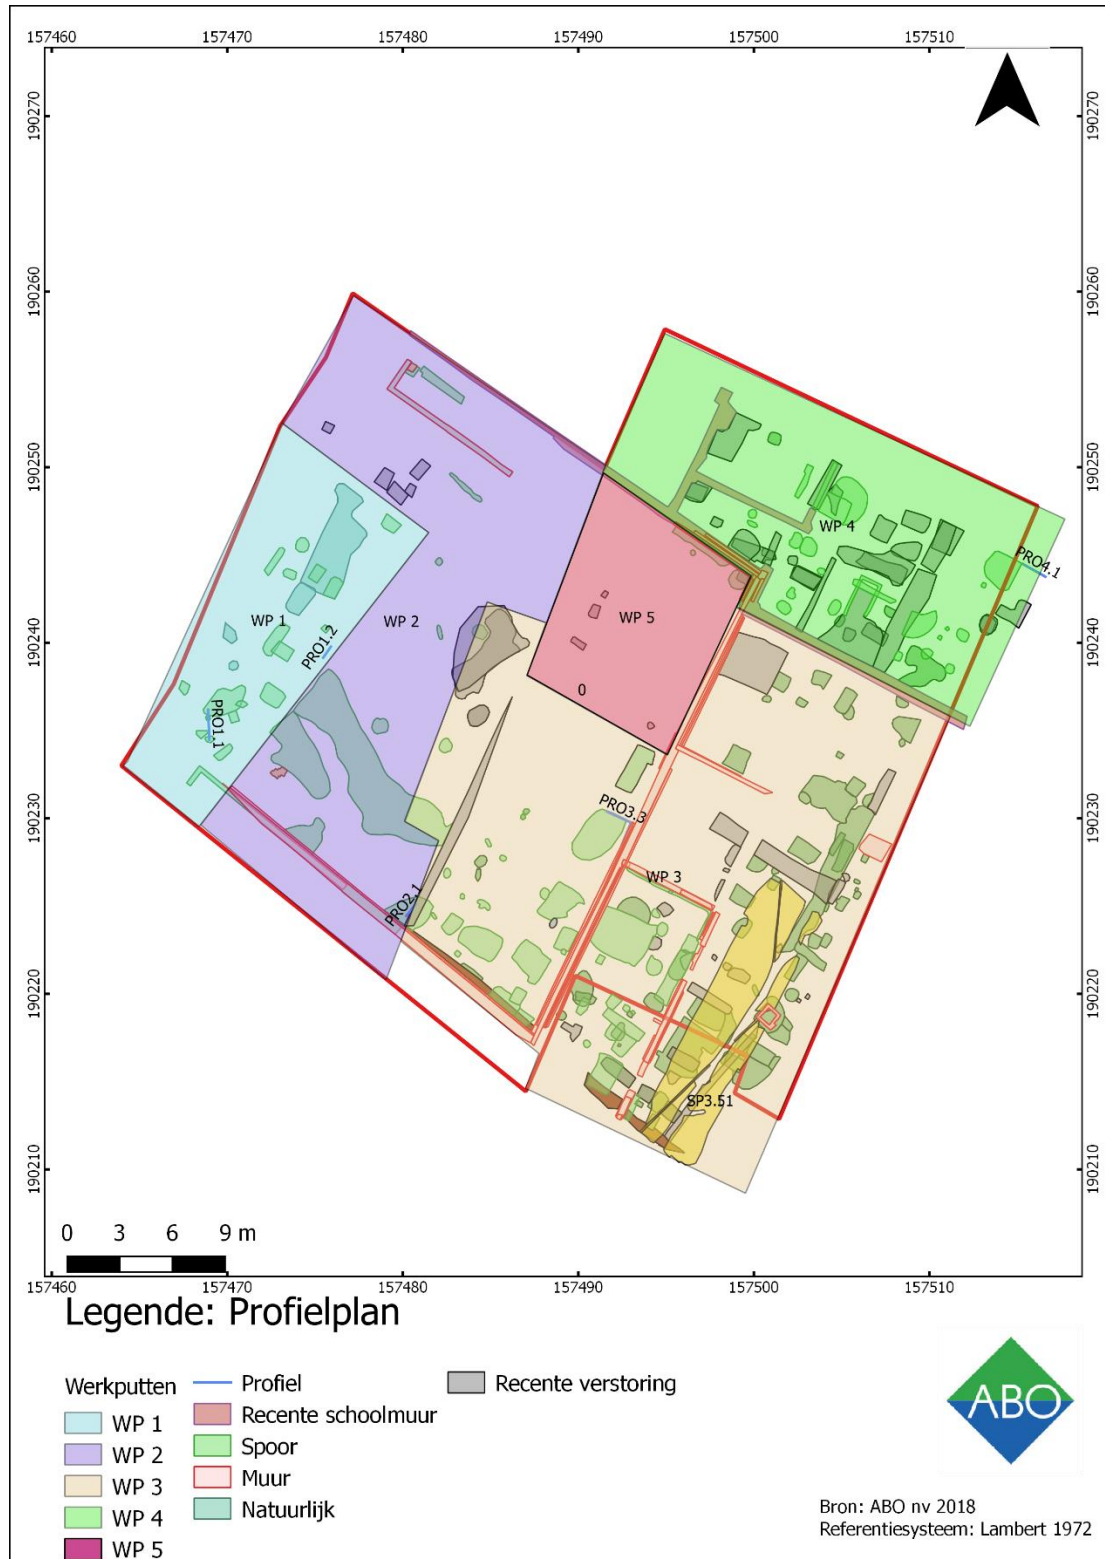 157460 157470 157480 157490 157500 157510
190270 190270
190260 190260
190250 190250
190240 190240
190230 190230
190220 190220
190210 190210
WP 4
PRO4.1
WP 1
PRO1.2
WP 2
WP 5
0
PRO1.1
PRO3.3
WP 3
PRO2.1
SP3.51
0 3 6 9 m
157460 157470 157480 157490 157500 157510
Legende: Profielplan
Werkputten
WP 1
WP 2
WP 3
WP 4
WP 5
Profiel
Recente schoolmuur
Spoor
Muur
Natuurlijk
Recente verstoring
ABO
Bron: ABO nv 2018
Referentiesysteem: Lambert 1972